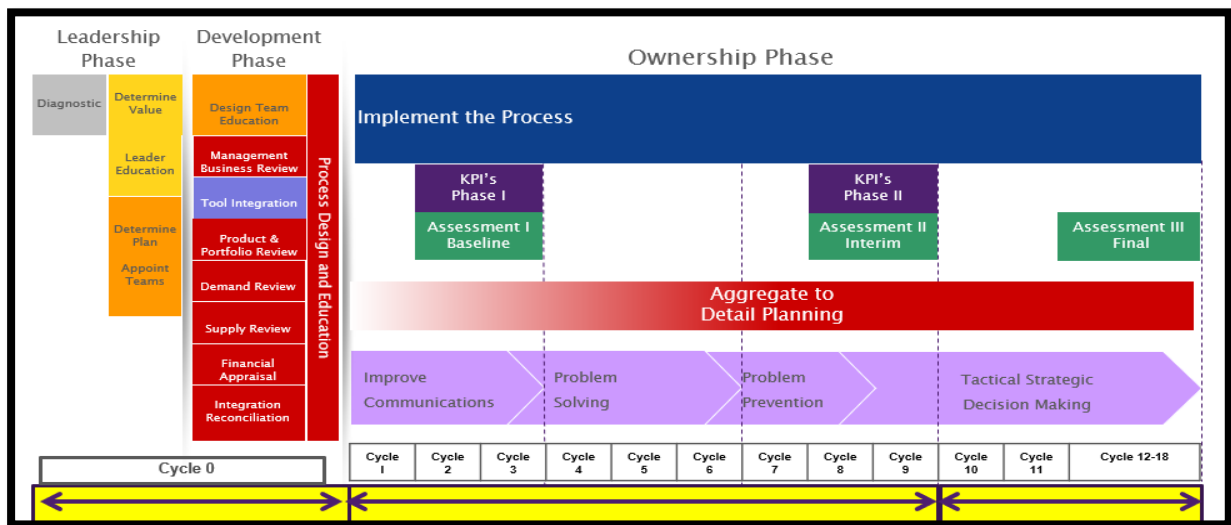 Leadership
Phase
Development
Phase
Ownership Phase
Diagnostic
Determine
Value
Leader
Education
Determine
Plan
Appoint
Teams
Design Team
Education
Management
Business Review
Tool Integration
Product &
Portfolio Review
Demand Review
Supply Review
Financial
Appraisal
Integration
Reconciliation
Process Design and Education
Implement the Process
KPI's
Phase I
KPI's
Phase II
Assessment I
Baseline
Assessment II
Interim
Assessment III
Final
Aggregate to
Detail Planning
Improve
Communications
Problem
Solving
Problem
Prevention
Tactical Strategic
Decision Making
Cycle 0
Cycle
I
Cycle
2
Cycle
3
Cycle
4
Cycle
5
Cycle
6
Cycle
7
Cycle
8
Cycle
9
Cycle
10
Cycle
11
Cycle 12-18